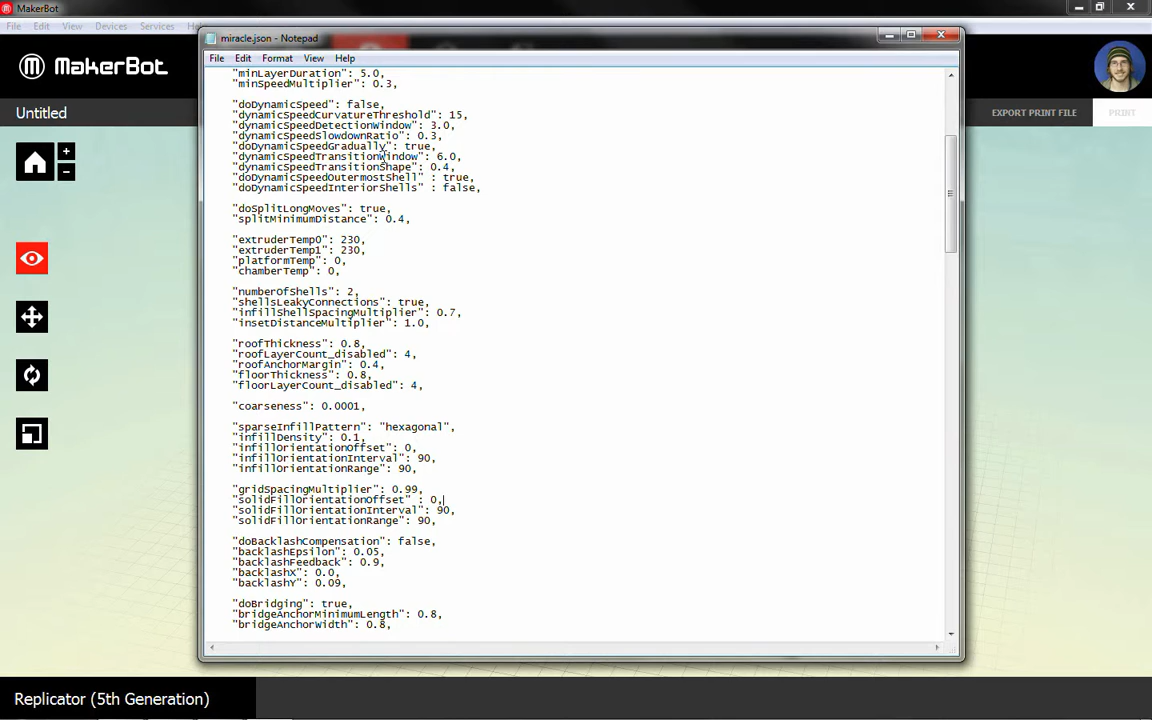 MakerBot
File Edit View Devices Services
miracle.json - Notepad
MakerBot
File Edit Format View Help
Untitled
EXPORT PRINT FILE
PRINT
"minLayerDuration": 5.0,
"minSpeedMultiplier": 0.3,
"doDynamicSpeed": false,
"dynamicSpeedCurvatureThreshold": 15,
"dynamicSpeedDetectionWindow": 3.0,
"dynamicSpeedSlowdownRatio": 0.3,
"doDynamicSpeedGradually": true,
"dynamicSpeedTransitionWindow": 6.0,
"dynamicSpeedTransitionShape": 0.4,
"doDynamicSpeedOutermostShell" : true,
"doDynamicSpeedInteriorShells" : false,
"doSplitLongMoves": true,
"splitMinimumDistance": 0.4,
"extruderTemp0": 230,
"extruderTemp1": 230,
"platformTemp": 0,
"chamberTemp": 0,
"numberOfShells": 2,
"shellsLeakyConnections": true,
"infillShellSpacingMultiplier": 0.7,
"insetDistanceMultiplier": 1.0,
"roofThickness": 0.8,
"roofLayerCount_disabled": 4,
"roofAnchorMargin": 0.4,
"floorThickness": 0.8,
"floorLayerCount_disabled": 4,
"coarseness": 0.0001,
"sparseInfillPattern": "hexagonal",
"infillDensity": 0.1,
"infillOrientationOffset": 0,
"infillOrientationInterval": 90,
"infillOrientationRange": 90,
"gridSpacingMultiplier": 0.99,
"solidFillOrientationOffset" : 0,
"solidFillOrientationInterval": 90,
"solidFillOrientationRange": 90,
"doBacklashCompensation": false,
"backlashEpsilon": 0.05,
"backlashFeedback": 0.9,
"backlashX": 0.0,
"backlashY": 0.09,
"doBridging": true,
"bridgeAnchorMinimumLength": 0.8,
"bridgeAnchorWidth": 0.8,
Replicator (5th Generation)